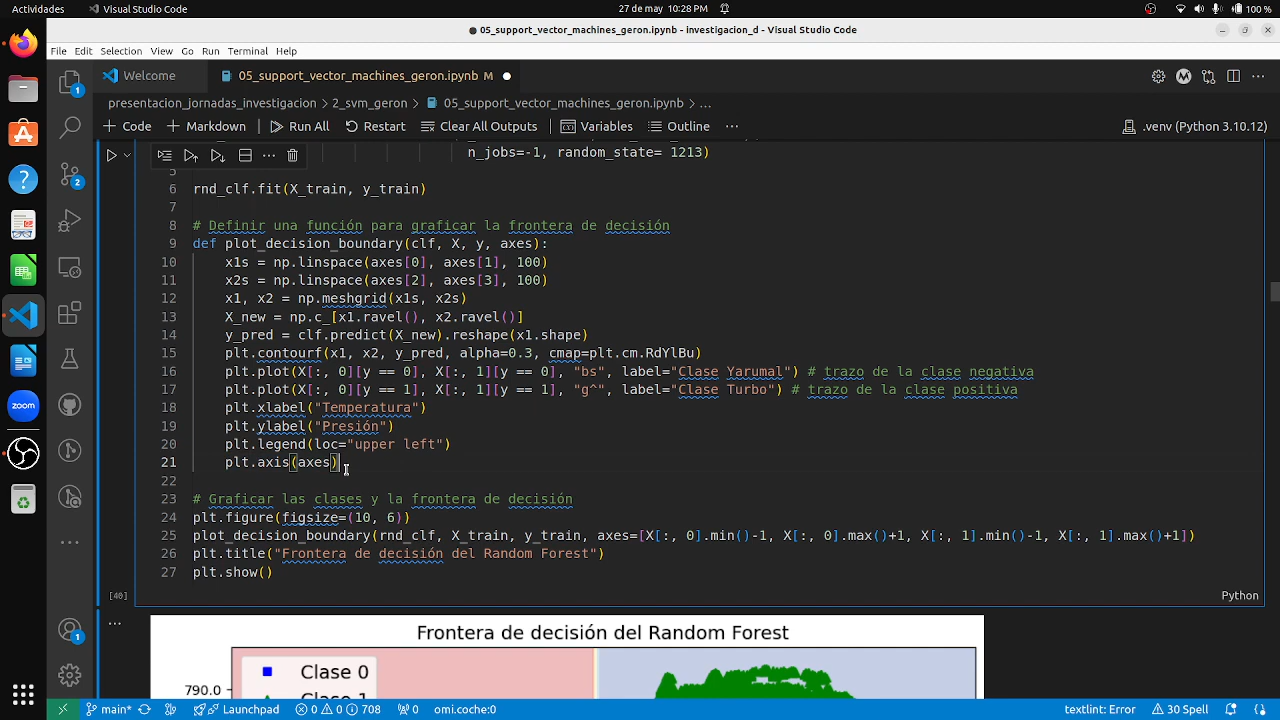 Actividades
Visual Studio Code
27 de may 10:28 PM
100 %
05_support_vector_machines_geron.ipynb - investigacion_d - Visual Studio Code
File Edit Selection View Go Run Terminal Help
Welcome
05_support_vector_machines_geron.ipynb M
presentacion_jornadas_investigacion > 2_svm_geron > 05_support_vector_machines_geron.ipynb > ...
+ Code + Markdown Run All Restart Clear All Outputs Variables Outline ...
.venv (Python 3.10.12)
n_jobs=-1, random_state= 1213)
5
6 rnd_clf.fit(X_train, y_train)
7
8 # Definir una función para graficar la frontera de decisión
9 def plot_decision_boundary(clf, X, y, axes):
10 x1s = np.linspace(axes[0], axes[1], 100)
11 x2s = np.linspace(axes[2], axes[3], 100)
12 x1, x2 = np.meshgrid(x1s, x2s)
13 X_new = np.c_[x1.ravel(), x2.ravel()]
14 y_pred = clf.predict(X_new).reshape(x1.shape)
15 plt.contourf(x1, x2, y_pred, alpha=0.3, cmap=plt.cm.RdYlBu)
16 plt.plot(X[:, 0][y == 0], X[:, 1][y == 0], "bs", label="Clase Yarumal") # trazo de la clase negativa
17 plt.plot(X[:, 0][y == 1], X[:, 1][y == 1], "g^", label="Clase Turbo") # trazo de la clase positiva
18 plt.xlabel("Temperatura")
19 plt.ylabel("Presión")
20 plt.legend(loc="upper left")
21 plt.axis(axes)
22
23 # Graficar las clases y la frontera de decisión
24 plt.figure(figsize=(10, 6))
25 plot_decision_boundary(rnd_clf, X_train, y_train, axes=[X[:, 0].min()-1, X[:, 0].max()+1, X[:, 1].min()-1, X[:, 1].max()+1])
26 plt.title("Frontera de decisión del Random Forest")
27 plt.show()
[40]
Python
Frontera de decisión del Random Forest
Clase 0
790.0
Clase 1
1
2
1
zoom
main*
Launchpad
0 0 708
0
omi.coche:0
textlint: Error
30 Spell